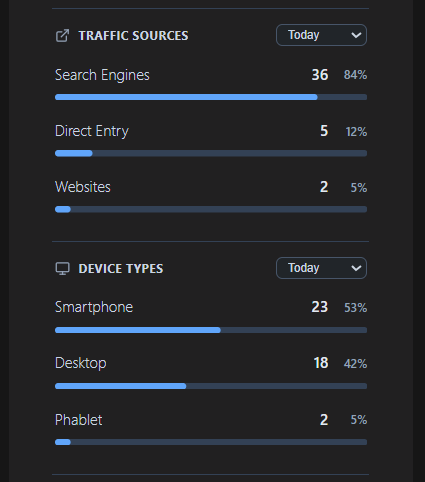 TRAFFIC SOURCES Today
Search Engines 36 84%
Direct Entry 5 12%
Websites 2 5%
DEVICE TYPES Today
Smartphone 23 53%
Desktop 18 42%
Phablet 2 5%